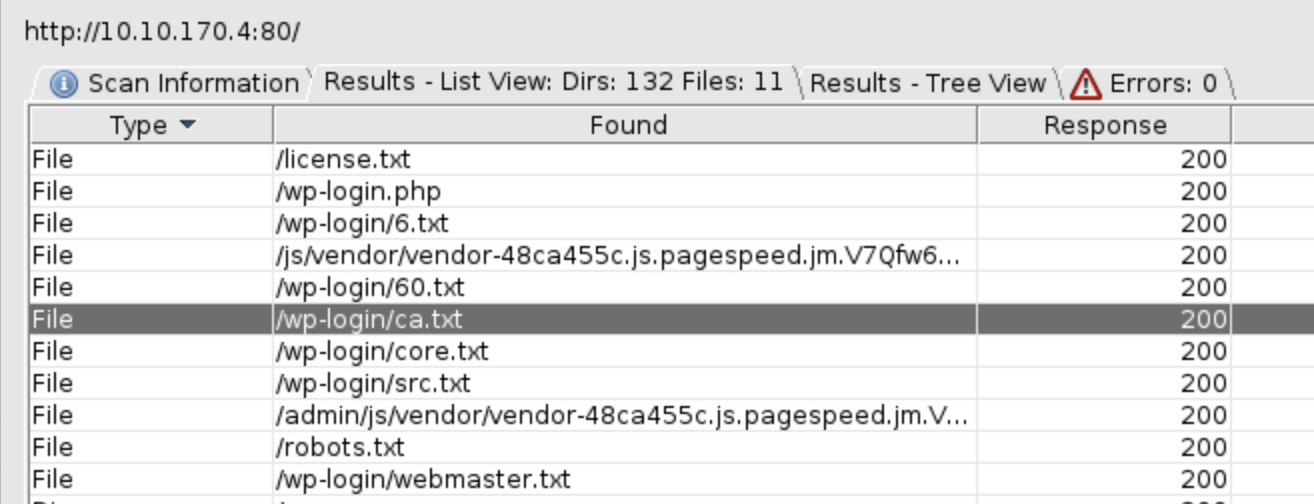 http://10.10.170.4:80/
Scan Information Results - List View: Dirs: 132 Files: 11 Results - Tree View Errors: 0
Type Found Response
File /license.txt 200
File /wp-login.php 200
File /wp-login/6.txt 200
File /js/vendor/vendor-48ca455c.js.pagespeed.jm.V7Qfw6... 200
File /wp-login/60.txt 200
File /wp-login/ca.txt 200
File /wp-login/core.txt 200
File /wp-login/src.txt 200
File /admin/js/vendor/vendor-48ca455c.js.pagespeed.jm.V... 200
File /robots.txt 200
File /wp-login/webmaster.txt 200